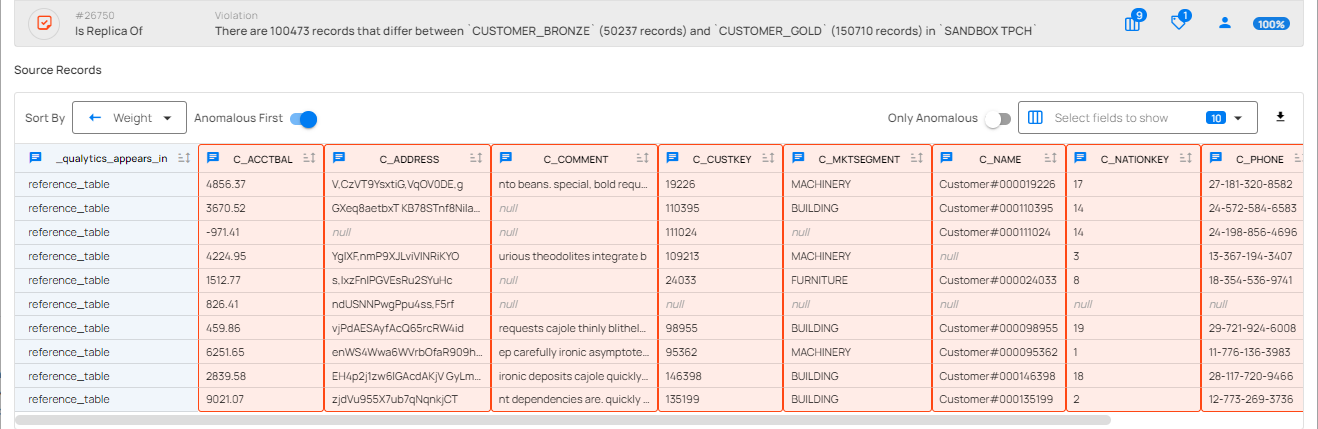 #26750 Violation 9 1
Is Replica Of There are 100473 records that differ between `CUSTOMER_BRONZE` (50237 records) and `CUSTOMER_GOLD` (150710 records) in `SANDBOX TPCH` 100%
Source Records
Sort By Weight Anomalous First Only Anomalous Select fields to show 10
_qualytics_appears_in C_ACCTBAL C_ADDRESS C_COMMENT C_CUSTKEY C_MKTSEGMENT C_NAME C_NATIONKEY C_PHONE
reference_table 4856.37 V,CzVT9YsxtiG,VqOV0DE,g nto beans. special, bold requ... 19226 MACHINERY Customer#000019226 17 27-181-320-8582
reference_table 3670.52 GXeq8aetbxT KB78STnf8Nila... null 110395 BUILDING Customer#000110395 14 24-572-584-6583
reference_table -971.41 null null 111024 null Customer#000111024 14 24-198-856-4696
reference_table 4224.95 YglXF,nmP9XJLviVlNRiKYO urious theodolites integrate b 109213 MACHINERY null 3 13-367-194-3407
reference_table 1512.77 s,IxzFnIPGVEsRu2SYuHc null 24033 FURNITURE Customer#000024033 8 18-354-536-9741
reference_table 826.41 ndUSNNPwgPpu4ss,F5rf null null null null null null
reference_table 459.86 vjPdAESAyfAcQ65rcRW4id requests cajole thinly blithel... 98955 BUILDING Customer#000098955 19 29-721-924-6008
reference_table 6251.65 enWS4Wwa6WVrbOfaR909h... ep carefully ironic asymptote... 95362 MACHINERY Customer#000095362 1 11-776-136-3983
reference_table 2839.58 EH4p2j1zw6IGAcdAKjV GyLm... ironic deposits cajole quickly... 146398 BUILDING Customer#000146398 18 28-117-720-9466
reference_table 9021.07 zjdVu955X7ub7qNqnkjCT nt dependencies are. quickly ... 135199 BUILDING Customer#000135199 2 12-773-269-3736